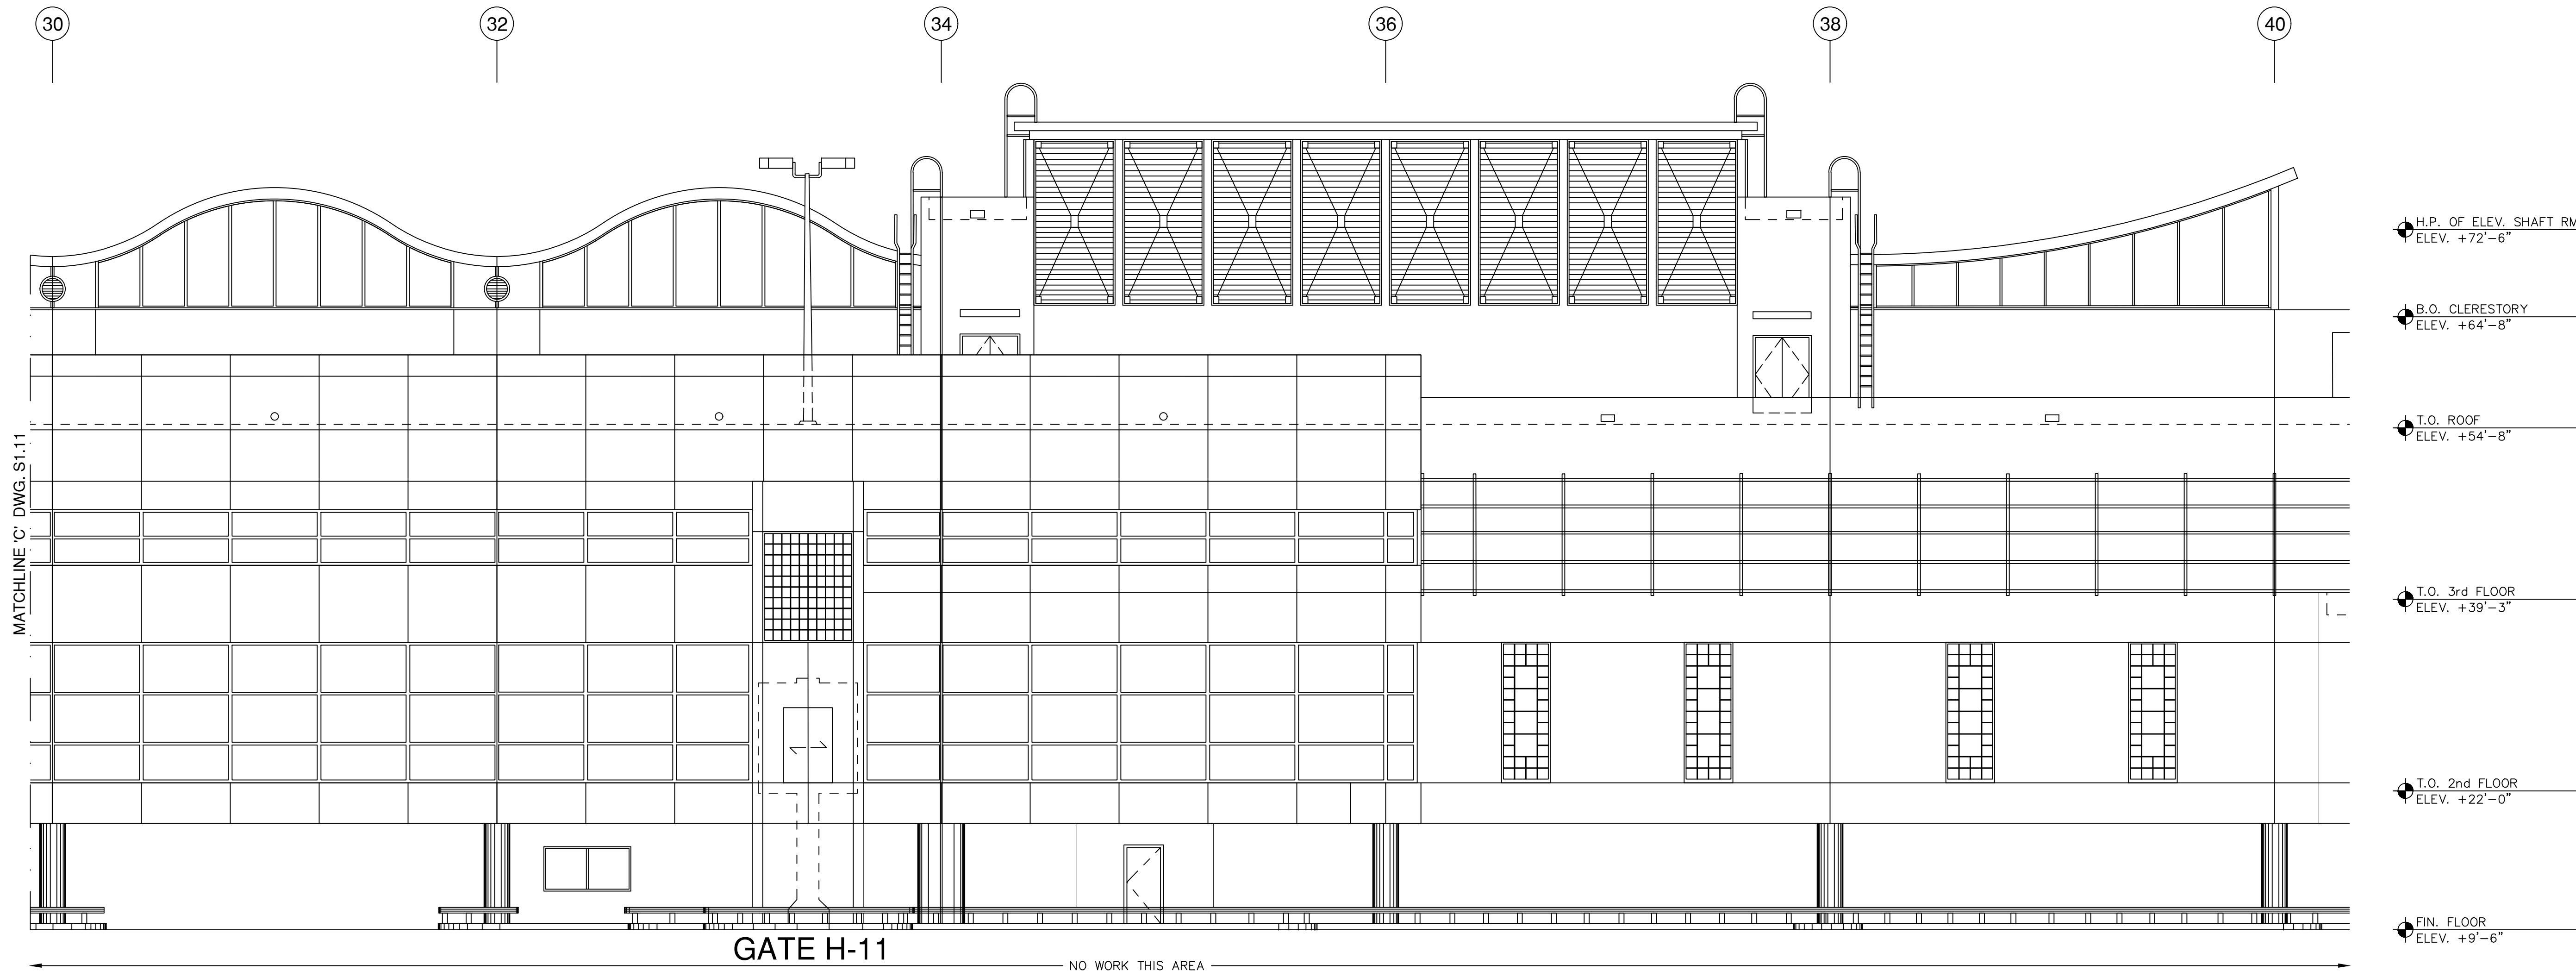 30
32
34
36
38
40
H.P. OF ELEV. SHAFT RM
ELEV. +72'-6"
B.O. CLERESTORY
ELEV. +64'-8"
T.O. ROOF
ELEV. +54'-8"
MATCHLINE 'C' DWG. S1.11
T.O. 3rd FLOOR
ELEV. +39'-3"
T.O. 2nd FLOOR
ELEV. +22'-0"
FIN. FLOOR
ELEV. +9'-6"
GATE H-11
NO WORK THIS AREA